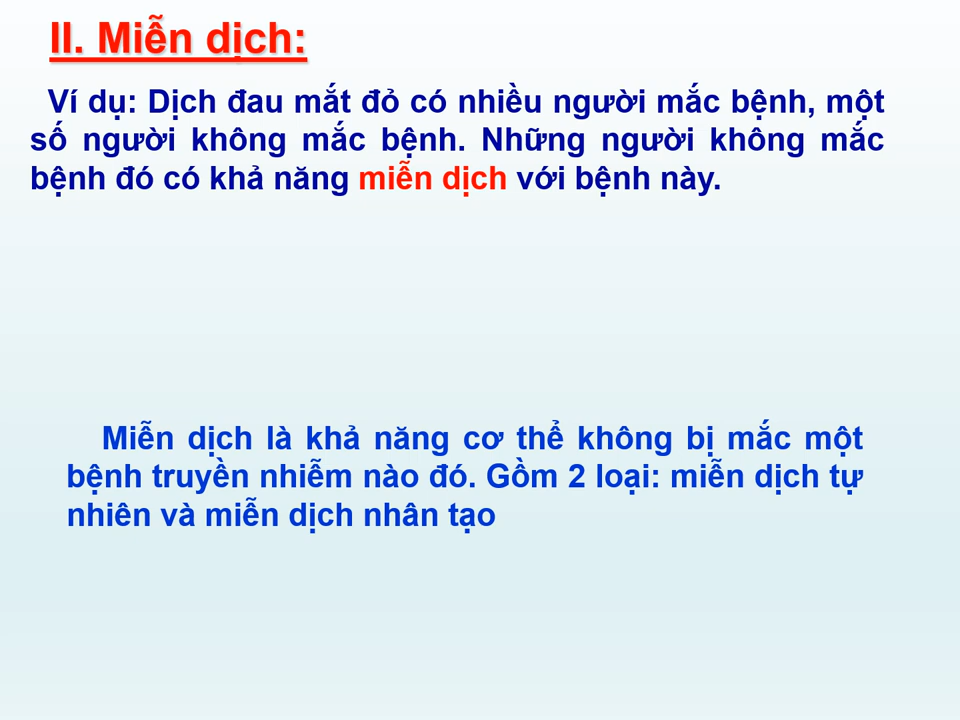 II. Miễn dịch:
Ví dụ: Dịch đau mắt đỏ có nhiều người mắc bệnh, một
số người không mắc bệnh. Những người không mắc
bệnh đó có khả năng miễn dịch với bệnh này.
Miễn dịch là khả năng cơ thể không bị mắc một
bệnh truyền nhiễm nào đó. Gồm 2 loại: miễn dịch tự
nhiên và miễn dịch nhân tạo